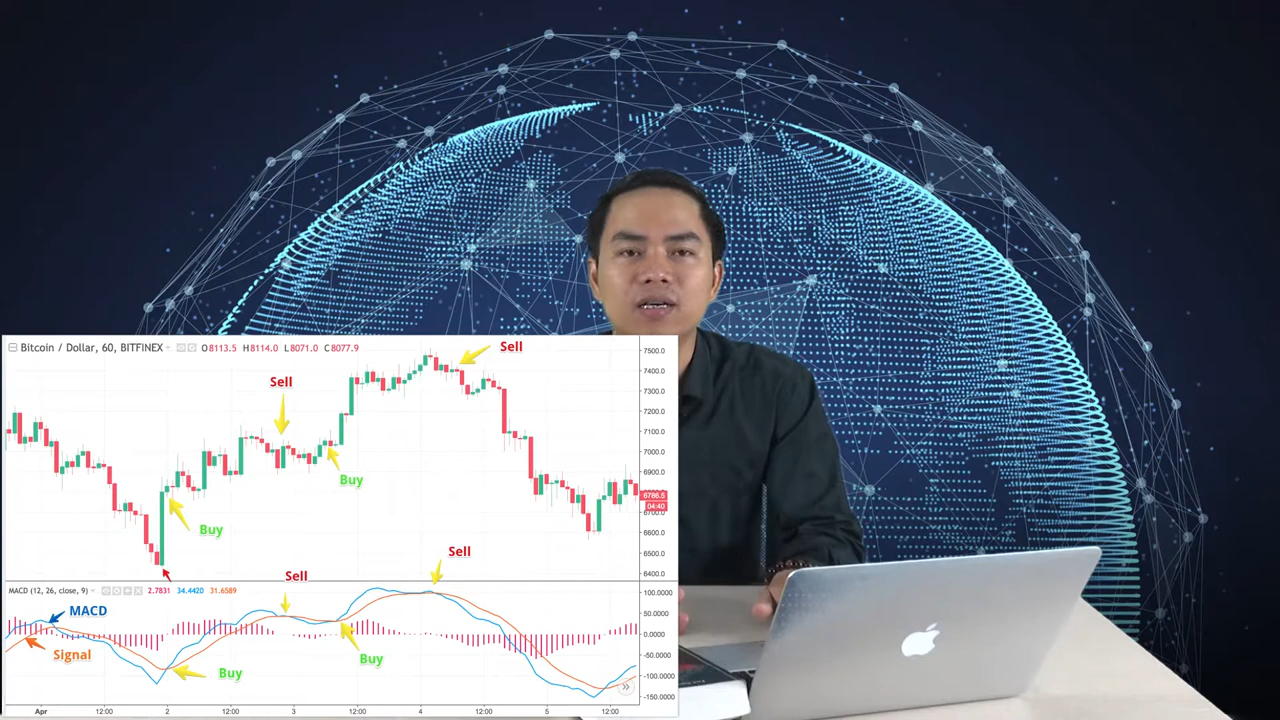 Bitcoin / Dollar, 60, BITFINEX O8113.5 H8114.0 L8071.0 C8077.9
7500.0
Sell
7400.0
Sell
7300.0
7200.0
7100.0
7000.0
6900.0
Buy
6786.5
04:40
6700.0
Buy
6600.0
6500.0
Sell
6400.0
Sell
MACD (12, 26, close, 9) 2.7831 34.4420 31.6589
100.0000
MACD
50.0000
0.0000
Signal
Buy
-50.0000
Buy
-100.0000
-150.0000
Apr 12:00 2 12:00 3 12:00 4 12:00 5 12:00